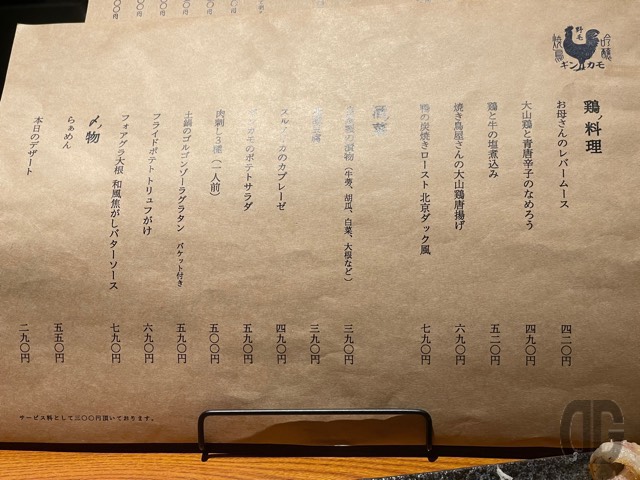 吟醸
野毛
焼鳥
ギンカモ
鶏ノ料理
お母さんのレバームース 四二〇円
大山鶏と青唐辛子のなめろう 四九〇円
鶏と牛の塩煮込み 五二〇円
焼き鳥屋さんの大山鶏唐揚げ 六九〇円
鴨の炭焼きロースト 北京ダック風 七九〇円
漬物(牛蒡、胡瓜、白菜、大根など) 三九〇円
三九〇円
カのカプレーゼ 四九〇円
のポテトサラダ 五九〇円
肉刺し3種(一人前) 五〇〇円
土鍋のゴルゴンゾーラグラタン バケット付き 五九〇円
フライドポテト トリュフがけ 六九〇円
フォアグラ大根 和風焦がしバターソース 七九〇円
〆ノ物
らぁめん 五五〇円
本日のデザート 二九〇円
サービス料として三〇〇円頂いております。